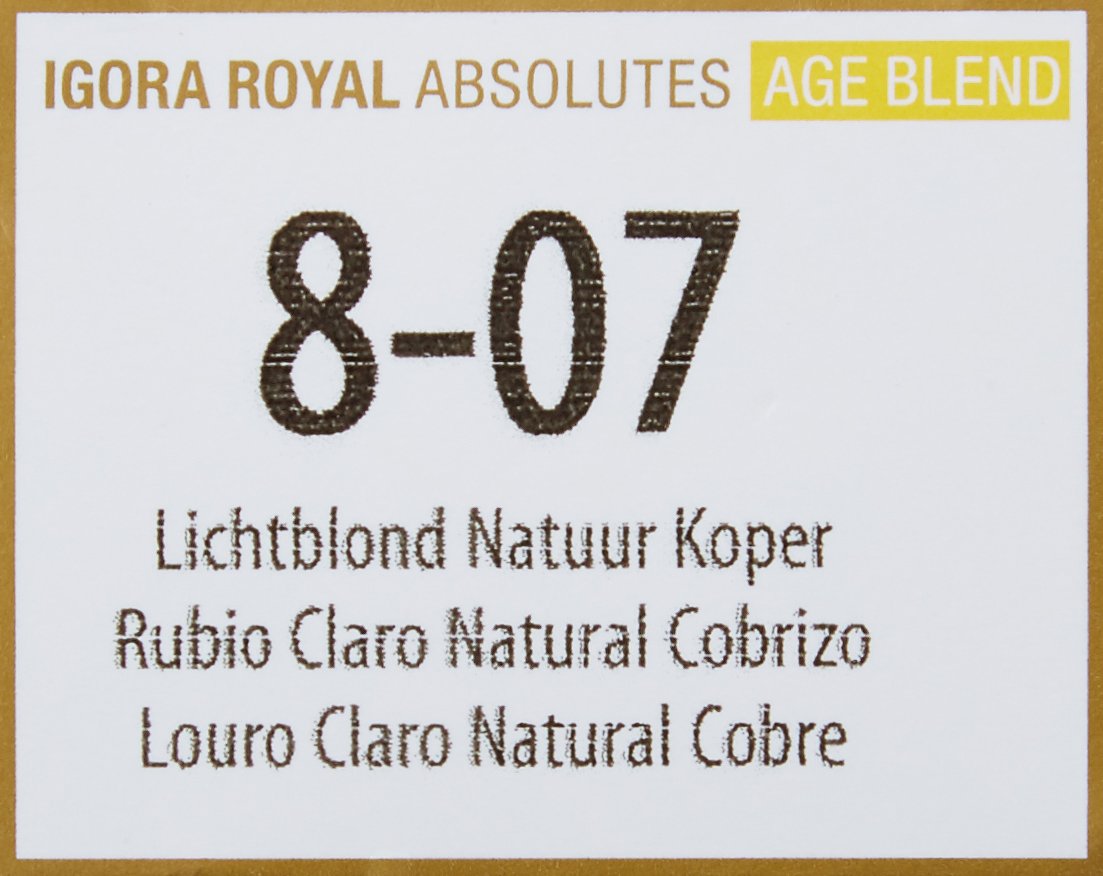 IGORA ROYAL ABSOLUTES AGE BLEND
8-07
Lichtblond Natuur Koper
Rubio Claro Natural Cobrizo
Louro Claro Natural Cobre